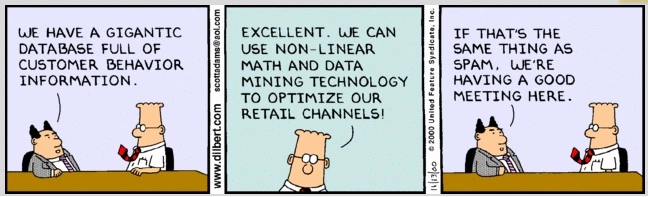 WE HAVE A GIGANTIC
DATABASE FULL OF
CUSTOMER BEHAVIOR
INFORMATION.
www.dilbert.com
scottadams@aol.com
EXCELLENT. WE CAN
USE NON-LINEAR
MATH AND DATA
MINING TECHNOLOGY
TO OPTIMIZE OUR
RETAIL CHANNELS!
© 2000 United Feature Syndicate, Inc.
IF THAT'S THE
SAME THING AS
SPAM, WE'RE
HAVING A GOOD
MEETING HERE.